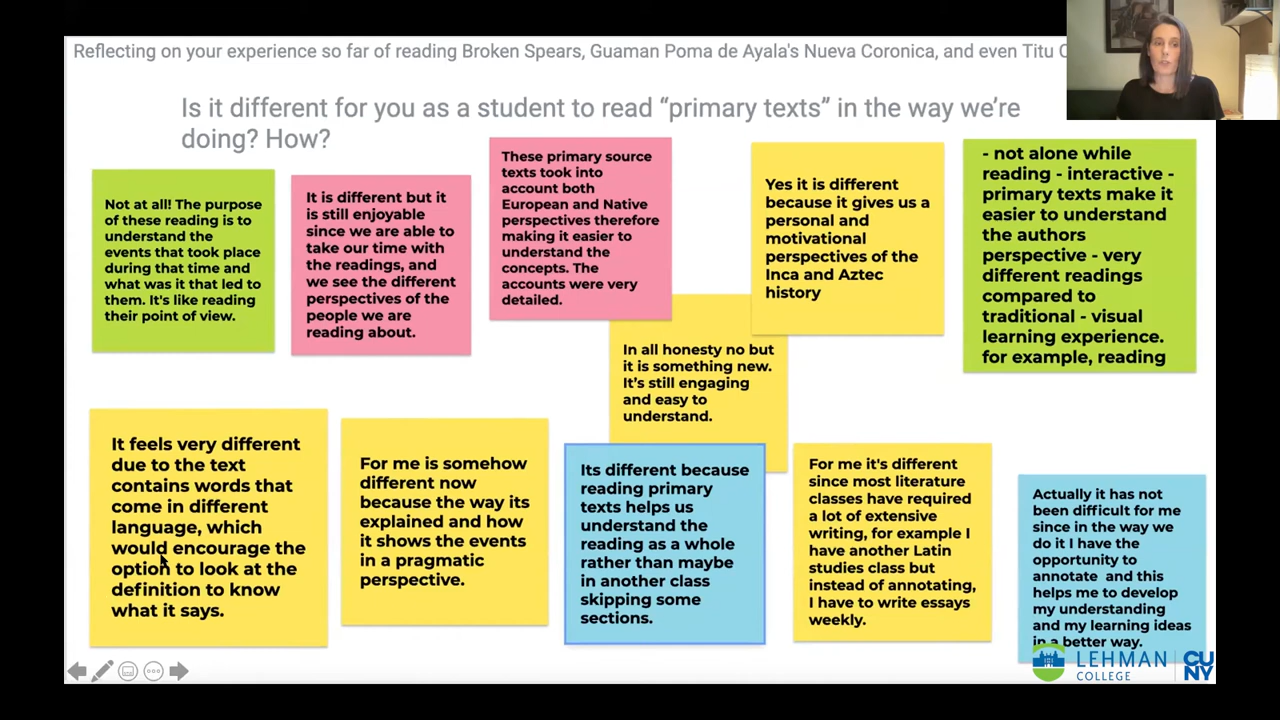 Reflecting on your experience so far of reading Broken Spears, Guaman Poma de Ayala's Nueva Coronica, and even Titu
Is it different for you as a student to read “primary texts” in the way we’re
doing? How?
Not at all! The purpose
of these reading is to
understand the
events that took place
during that time and
what was it that led to
them. It's like reading
their point of view.
It is different but it
is still enjoyable
since we are able to
take our time with
the readings, and
we see the different
perspectives of the
people we are
reading about.
These primary source
texts took into
account both
European and Native
perspectives therefore
making it easier to
understand the
concepts. The
accounts were very
detailed.
Yes it is different
because it gives us a
personal and
motivational
perspectives of the
Inca and Aztec
history
- not alone while
reading - interactive -
primary texts make it
easier to understand
the authors
perspective - very
different readings
compared to
traditional - visual
learning experience.
for example, reading
In all honesty no but
it is something new.
It’s still engaging
and easy to
understand.
It feels very different
due to the text
contains words that
come in different
language, which
would encourage the
option to look at the
definition to know
what it says.
For me is somehow
different now
because the way its
explained and how
it shows the events
in a pragmatic
perspective.
Its different because
reading primary
texts helps us
understand the
reading as a whole
rather than maybe
in another class
skipping some
sections.
For me it's different
since most literature
classes have required
a lot of extensive
writing, for example I
have another Latin
studies class but
instead of annotating,
I have to write essays
weekly.
Actually it has not
been difficult for me
since in the way we
do it I have the
opportunity to
annotate and this
helps me to develop
my understanding
and my learning ideas
in a better way.
LEHMAN
COLLEGE
CU
NY